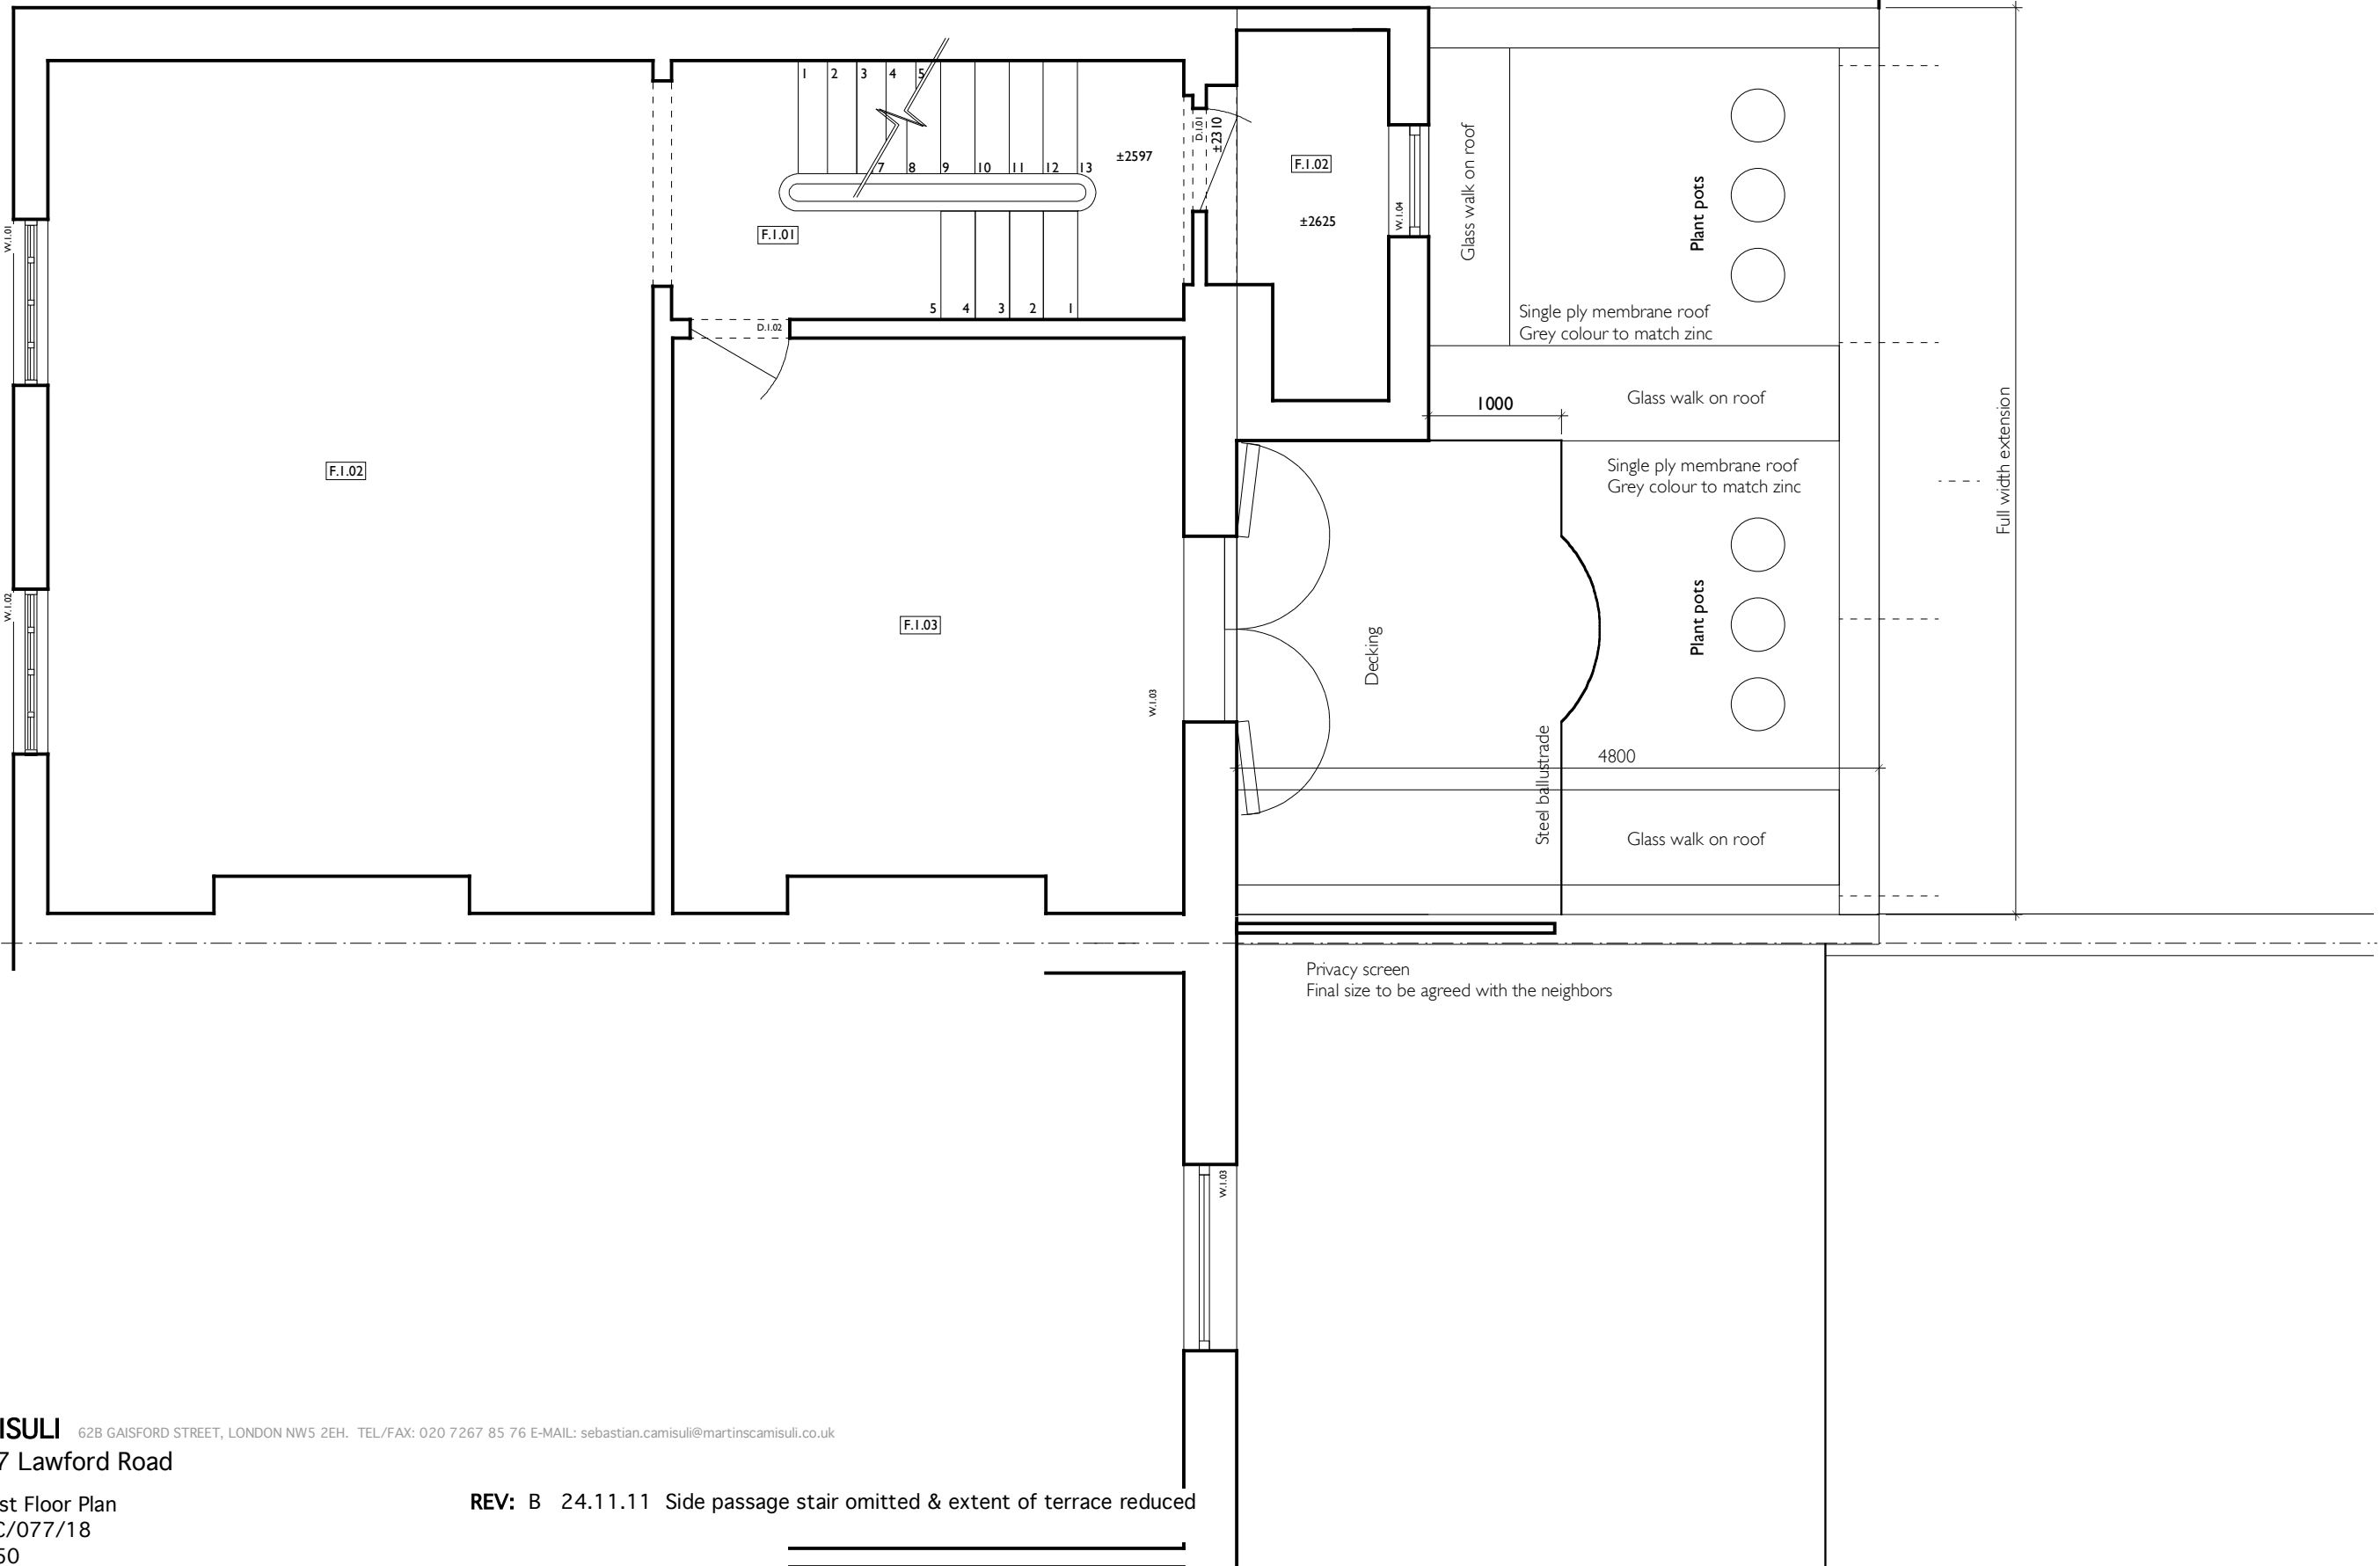 1 2 3 4 5
D.1.01
±2310
±2597
F.1.02
7 8 9 10 11 12 13
±2625
W.1.04
Glass walk on roof
Plant pots
W.1.01
F.1.01
5 4 3 2 1
D.1.02
Single ply membrane roof
Grey colour to match zinc
1000
Glass walk on roof
Full width extension
F.1.02
Single ply membrane roof
Grey colour to match zinc
W.1.02
F.1.03
W.1.03
Decking
Plant pots
Steel ballustrade
4800
Glass walk on roof
Privacy screen
Final size to be agreed with the neighbors
W.1.03
ISULI 62B GAISFORD STREET, LONDON NW5 2EH. TEL/FAX: 020 7267 85 76 E-MAIL: sebastian.camisuli@martinscamisuli.co.uk
7 Lawford Road
st Floor Plan
REV: B 24.11.11 Side passage stair omitted & extent of terrace reduced
C/077/18
50